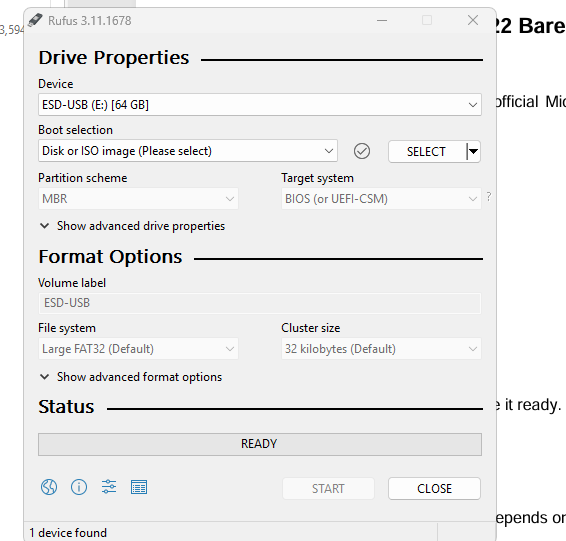 Rufus 3.11.1678
3,594
22 Bare
Drive Properties
Device
ESD-USB (E:) [64 GB]
official Mic
Boot selection
Disk or ISO image (Please select)
SELECT
Partition scheme
Target system
MBR
BIOS (or UEFI-CSM)
?
Show advanced drive properties
Format Options
Volume label
ESD-USB
File system
Cluster size
Large FAT32 (Default)
32 kilobytes (Default)
Show advanced format options
Status
e it ready.
READY
START
CLOSE
epends on
1 device found